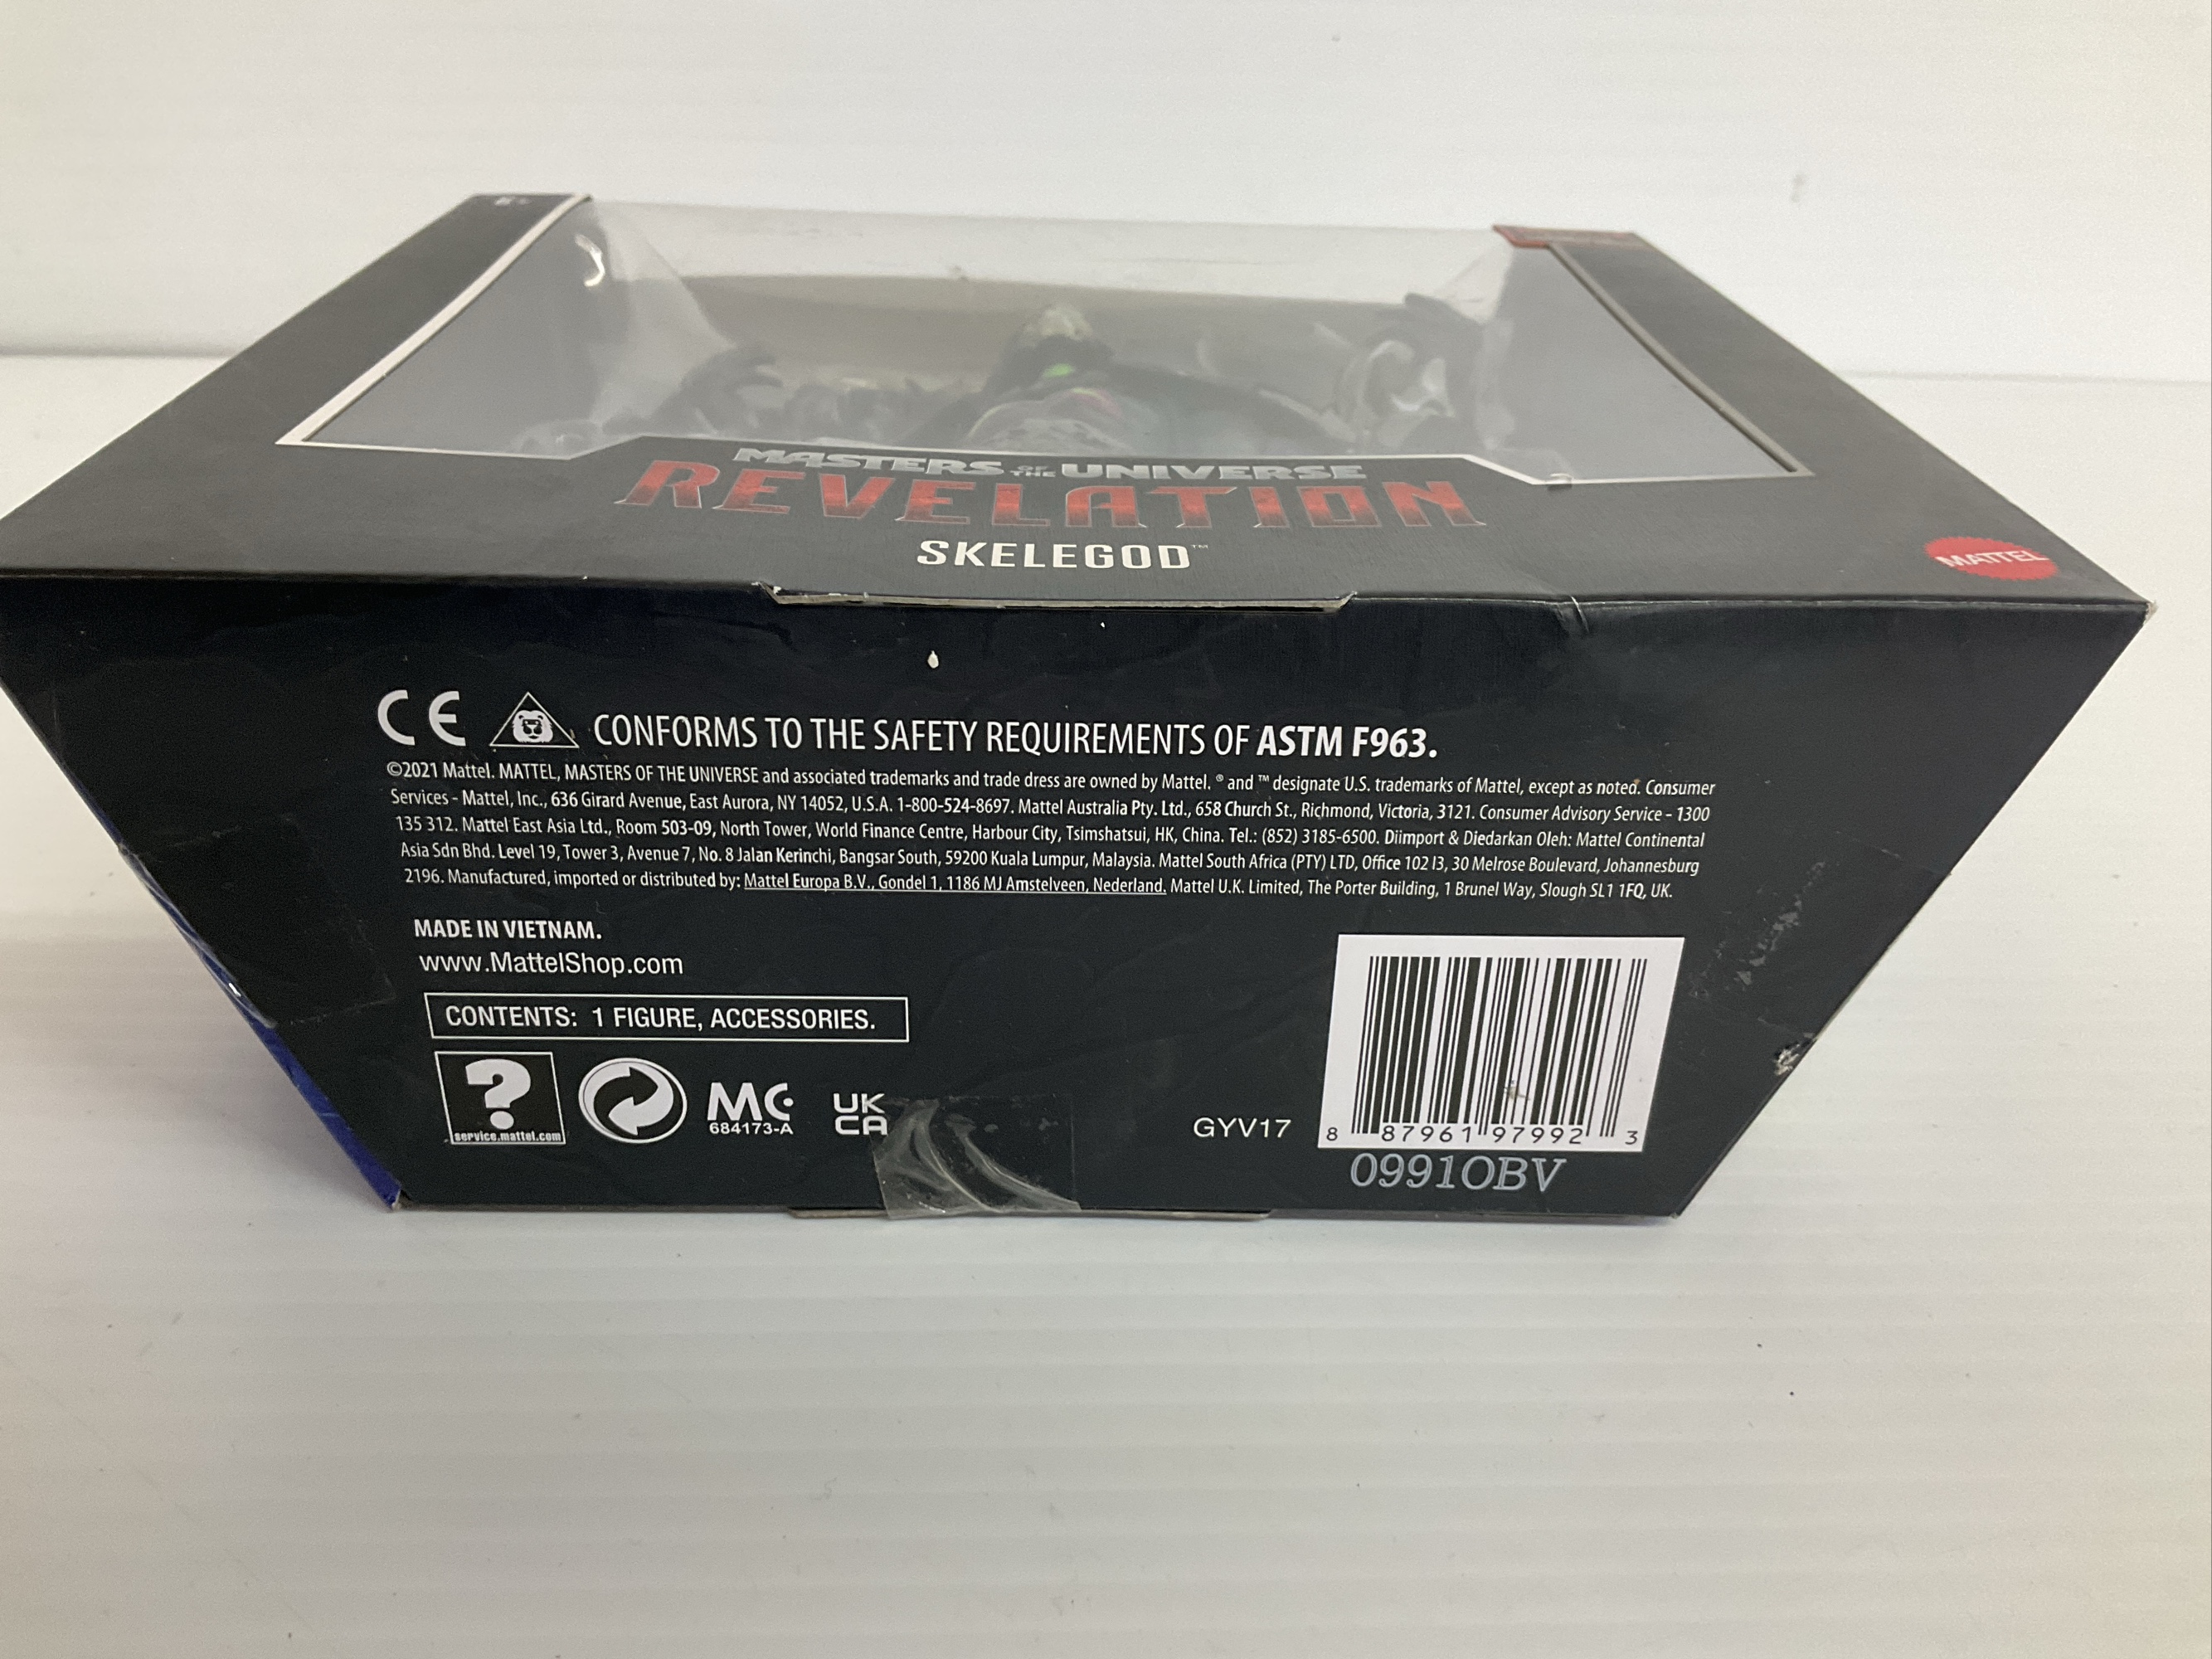 MASTERS OF THE UNIVERSE
REVELATION
SKELEGOD™
MATTEL
CE
CONFORMS TO THE SAFETY REQUIREMENTS OF ASTM F963.
©2021 Mattel. MATTEL, MASTERS OF THE UNIVERSE and associated trademarks and trade dress are owned by Mattel. ® and ™ designate U.S. trademarks of Mattel, except as noted. Consumer
Services - Mattel, Inc., 636 Girard Avenue, East Aurora, NY 14052, U.S.A. 1-800-524-8697. Mattel Australia Pty. Ltd., 658 Church St., Richmond, Victoria, 3121. Consumer Advisory Service - 1300
135 312. Mattel East Asia Ltd., Room 503-09, North Tower, World Finance Centre, Harbour City, Tsimshatsui, HK, China. Tel.: (852) 3185-6500. Diimport & Diedarkan Oleh: Mattel Continental
Asia Sdn Bhd. Level 19, Tower 3, Avenue 7, No. 8 Jalan Kerinchi, Bangsar South, 59200 Kuala Lumpur, Malaysia. Mattel South Africa (PTY) LTD, Office 102 I3, 30 Melrose Boulevard, Johannesburg
2196. Manufactured, imported or distributed by: Mattel Europa B.V., Gondel 1, 1186 MJ Amstelveen, Nederland. Mattel U.K. Limited, The Porter Building, 1 Brunel Way, Slough SL1 1FQ, UK.
MADE IN VIETNAM.
www.MattelShop.com
CONTENTS: 1 FIGURE, ACCESSORIES.
?
service.mattel.com
MC
684173-A
UK
CA
GYV17
8 87961 97992 3
0991OBV